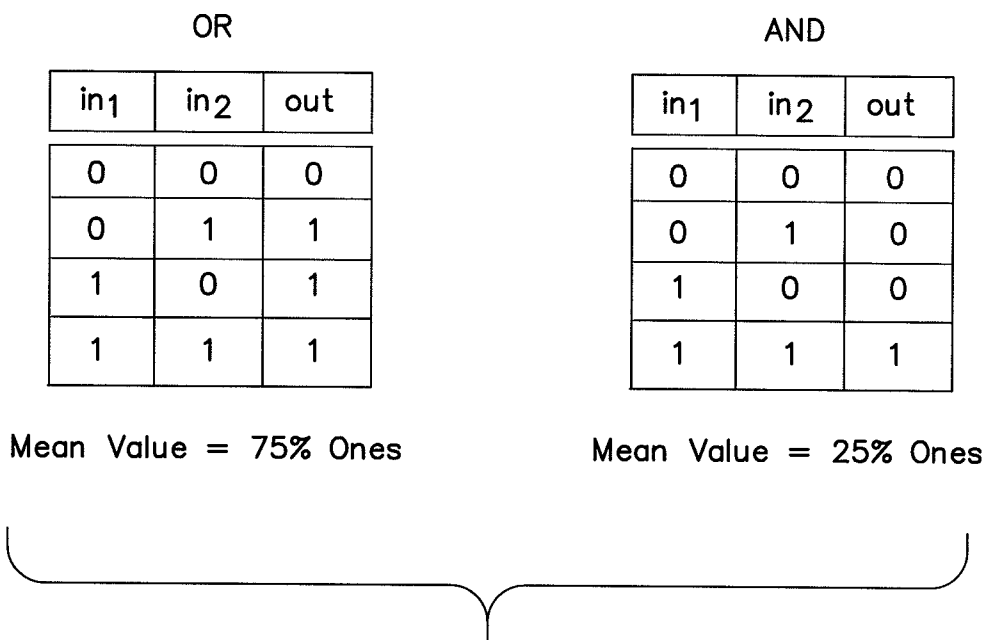 OR
in1 in2 out
0 0 0
0 1 1
1 0 1
1 1 1
Mean Value = 75% Ones
AND
in1 in2 out
0 0 0
0 1 0
1 0 0
1 1 1
Mean Value = 25% Ones